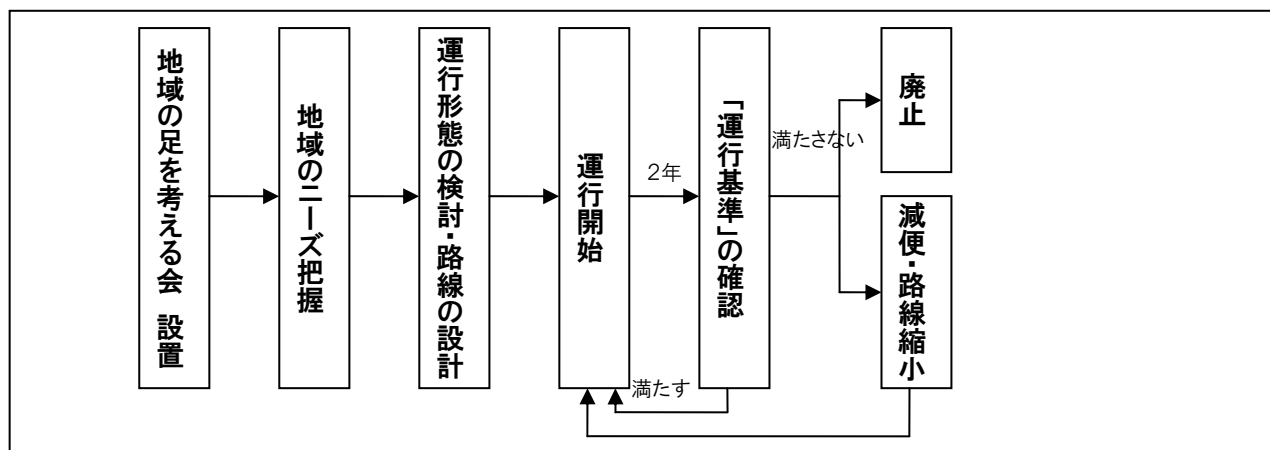 地域の足を考える会 設置
地域のニーズ把握
運行形態の検討・路線の設計
運行開始
2年
「運行基準」の確認
満たさない
廃止
減便・路線縮小
満たす